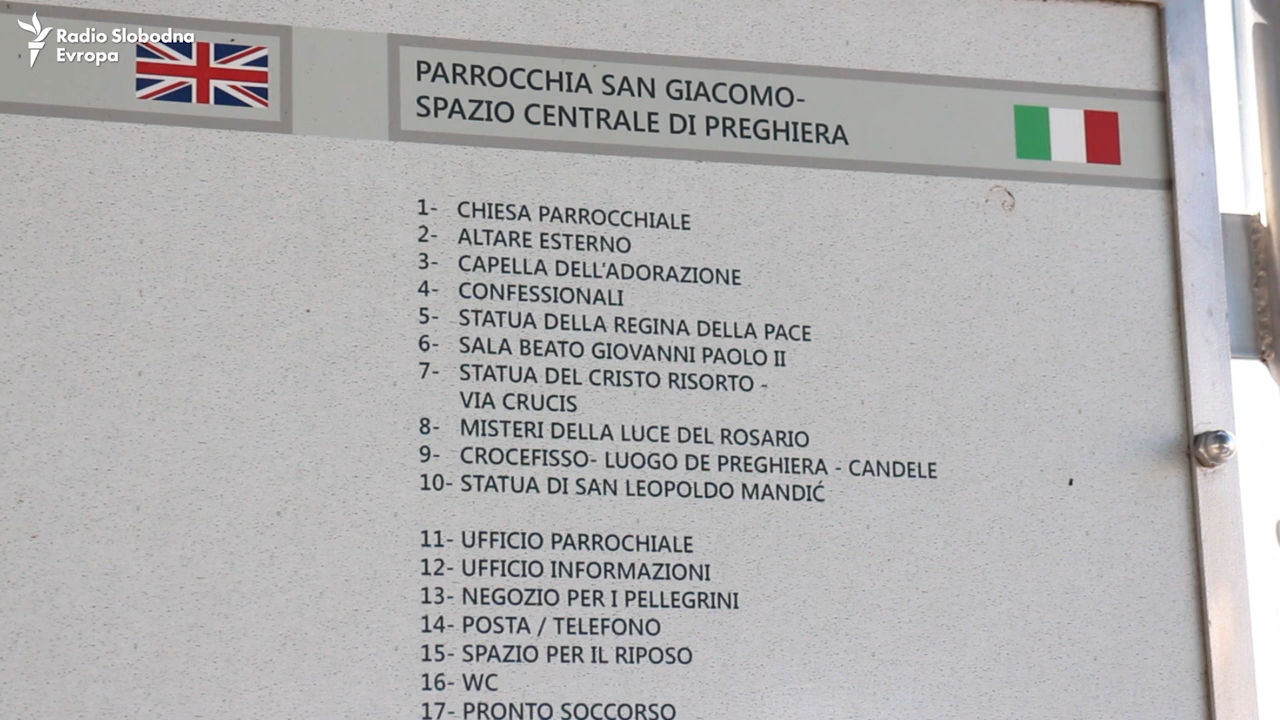 Radio Slobodna
Evropa
PARROCCHIA SAN GIACOMO-
SPAZIO CENTRALE DI PREGHIERA
1- CHIESA PARROCCHIALE
2- ALTARE ESTERNO
3- CAPELLA DELL'ADORAZIONE
4- CONFESSIONALI
5- STATUA DELLA REGINA DELLA PACE
6- SALA BEATO GIOVANNI PAOLO II
7- STATUA DEL CRISTO RISORTO -
VIA CRUCIS
8- MISTERI DELLA LUCE DEL ROSARIO
9- CROCEFISSO- LUOGO DE PREGHIERA - CANDELE
10- STATUA DI SAN LEOPOLDO MANDIĆ
11- UFFICIO PARROCHIALE
12- UFFICIO INFORMAZIONI
13- NEGOZIO PER I PELLEGRINI
14- POSTA / TELEFONO
15- SPAZIO PER IL RIPOSO
16- WC
17- PRONTO SOCCORSO